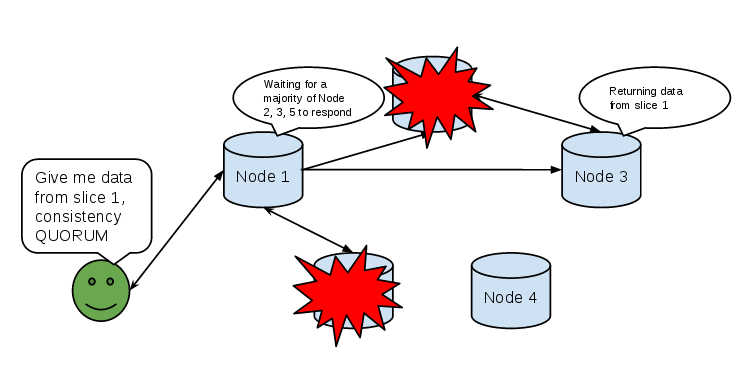 Waiting for a
majority of Node
2, 3, 5 to respond
Returning data
from slice 1
Give me data
from slice 1,
consistency
QUORUM
Node 1
Node 3
Node 4